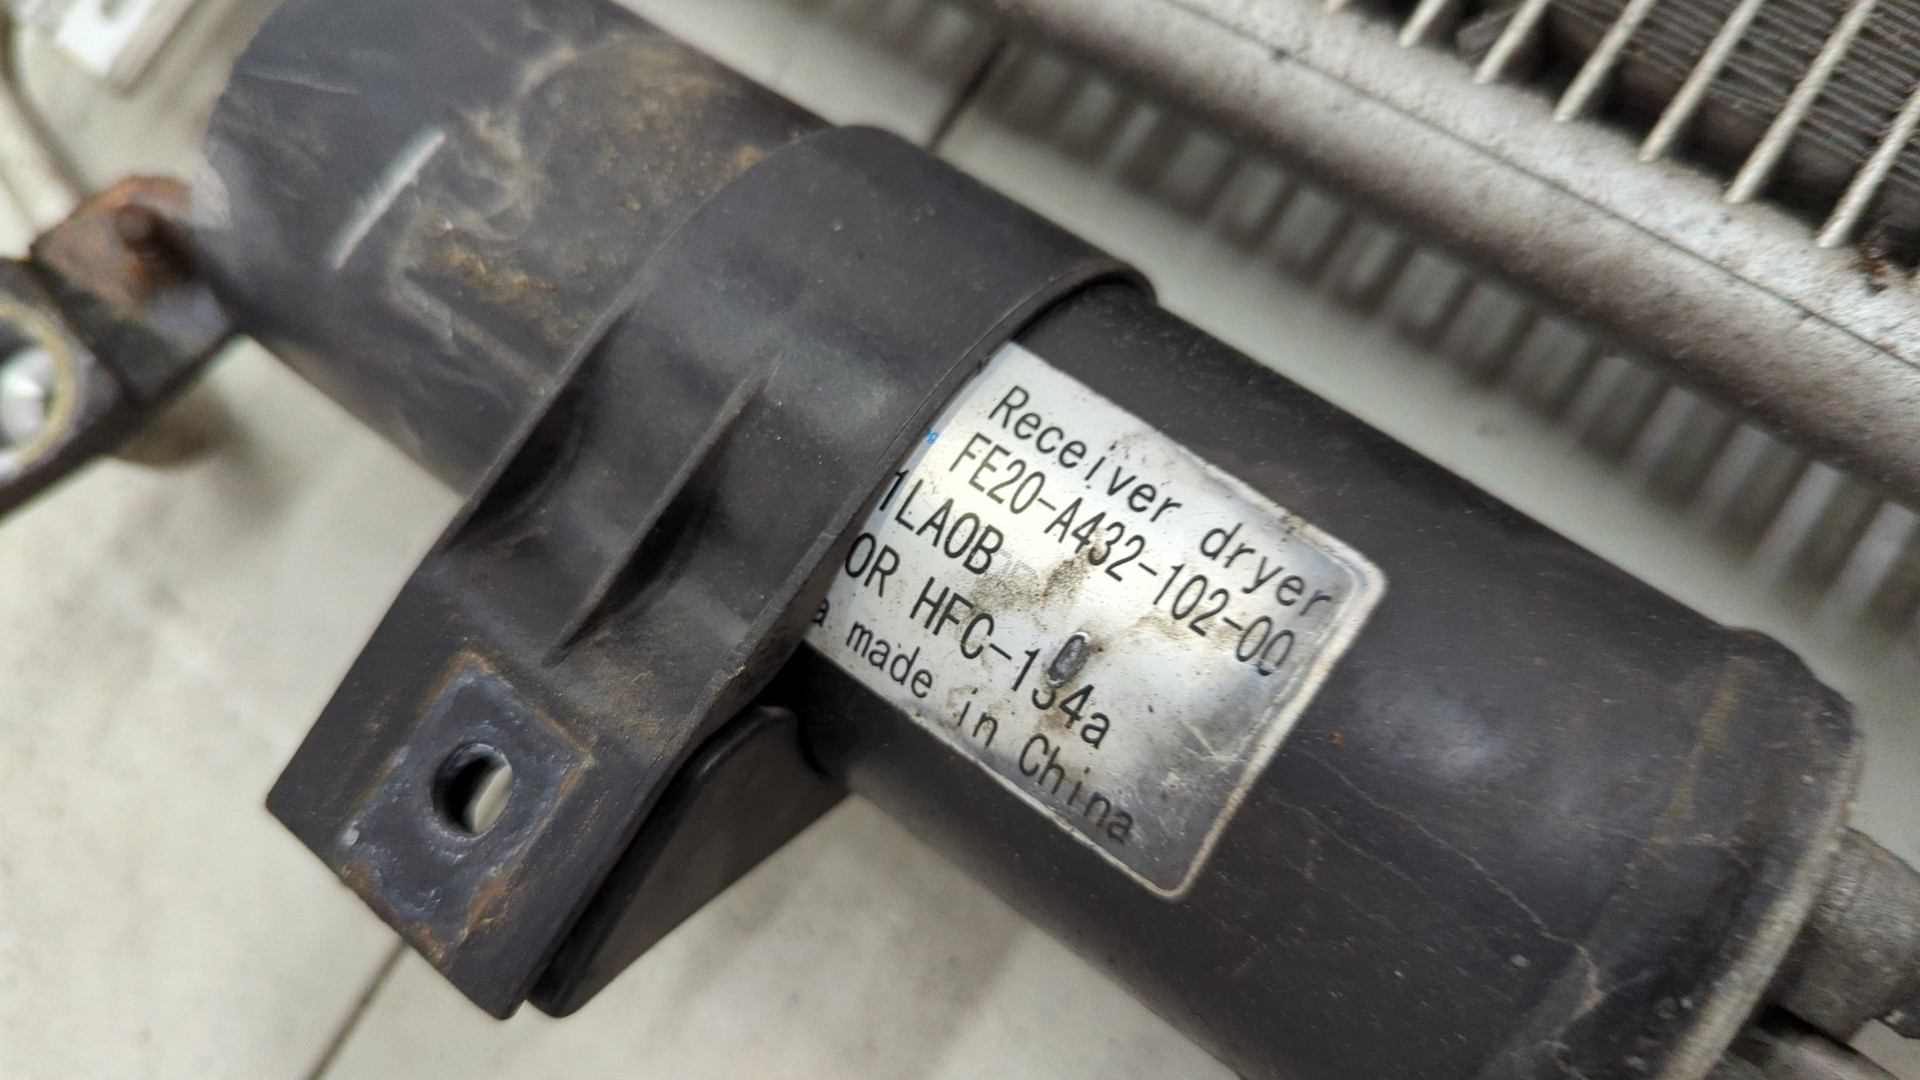 Receiver dryer
FE20-A432-102-00
1LA0B
OR HFC-134a
a made in China